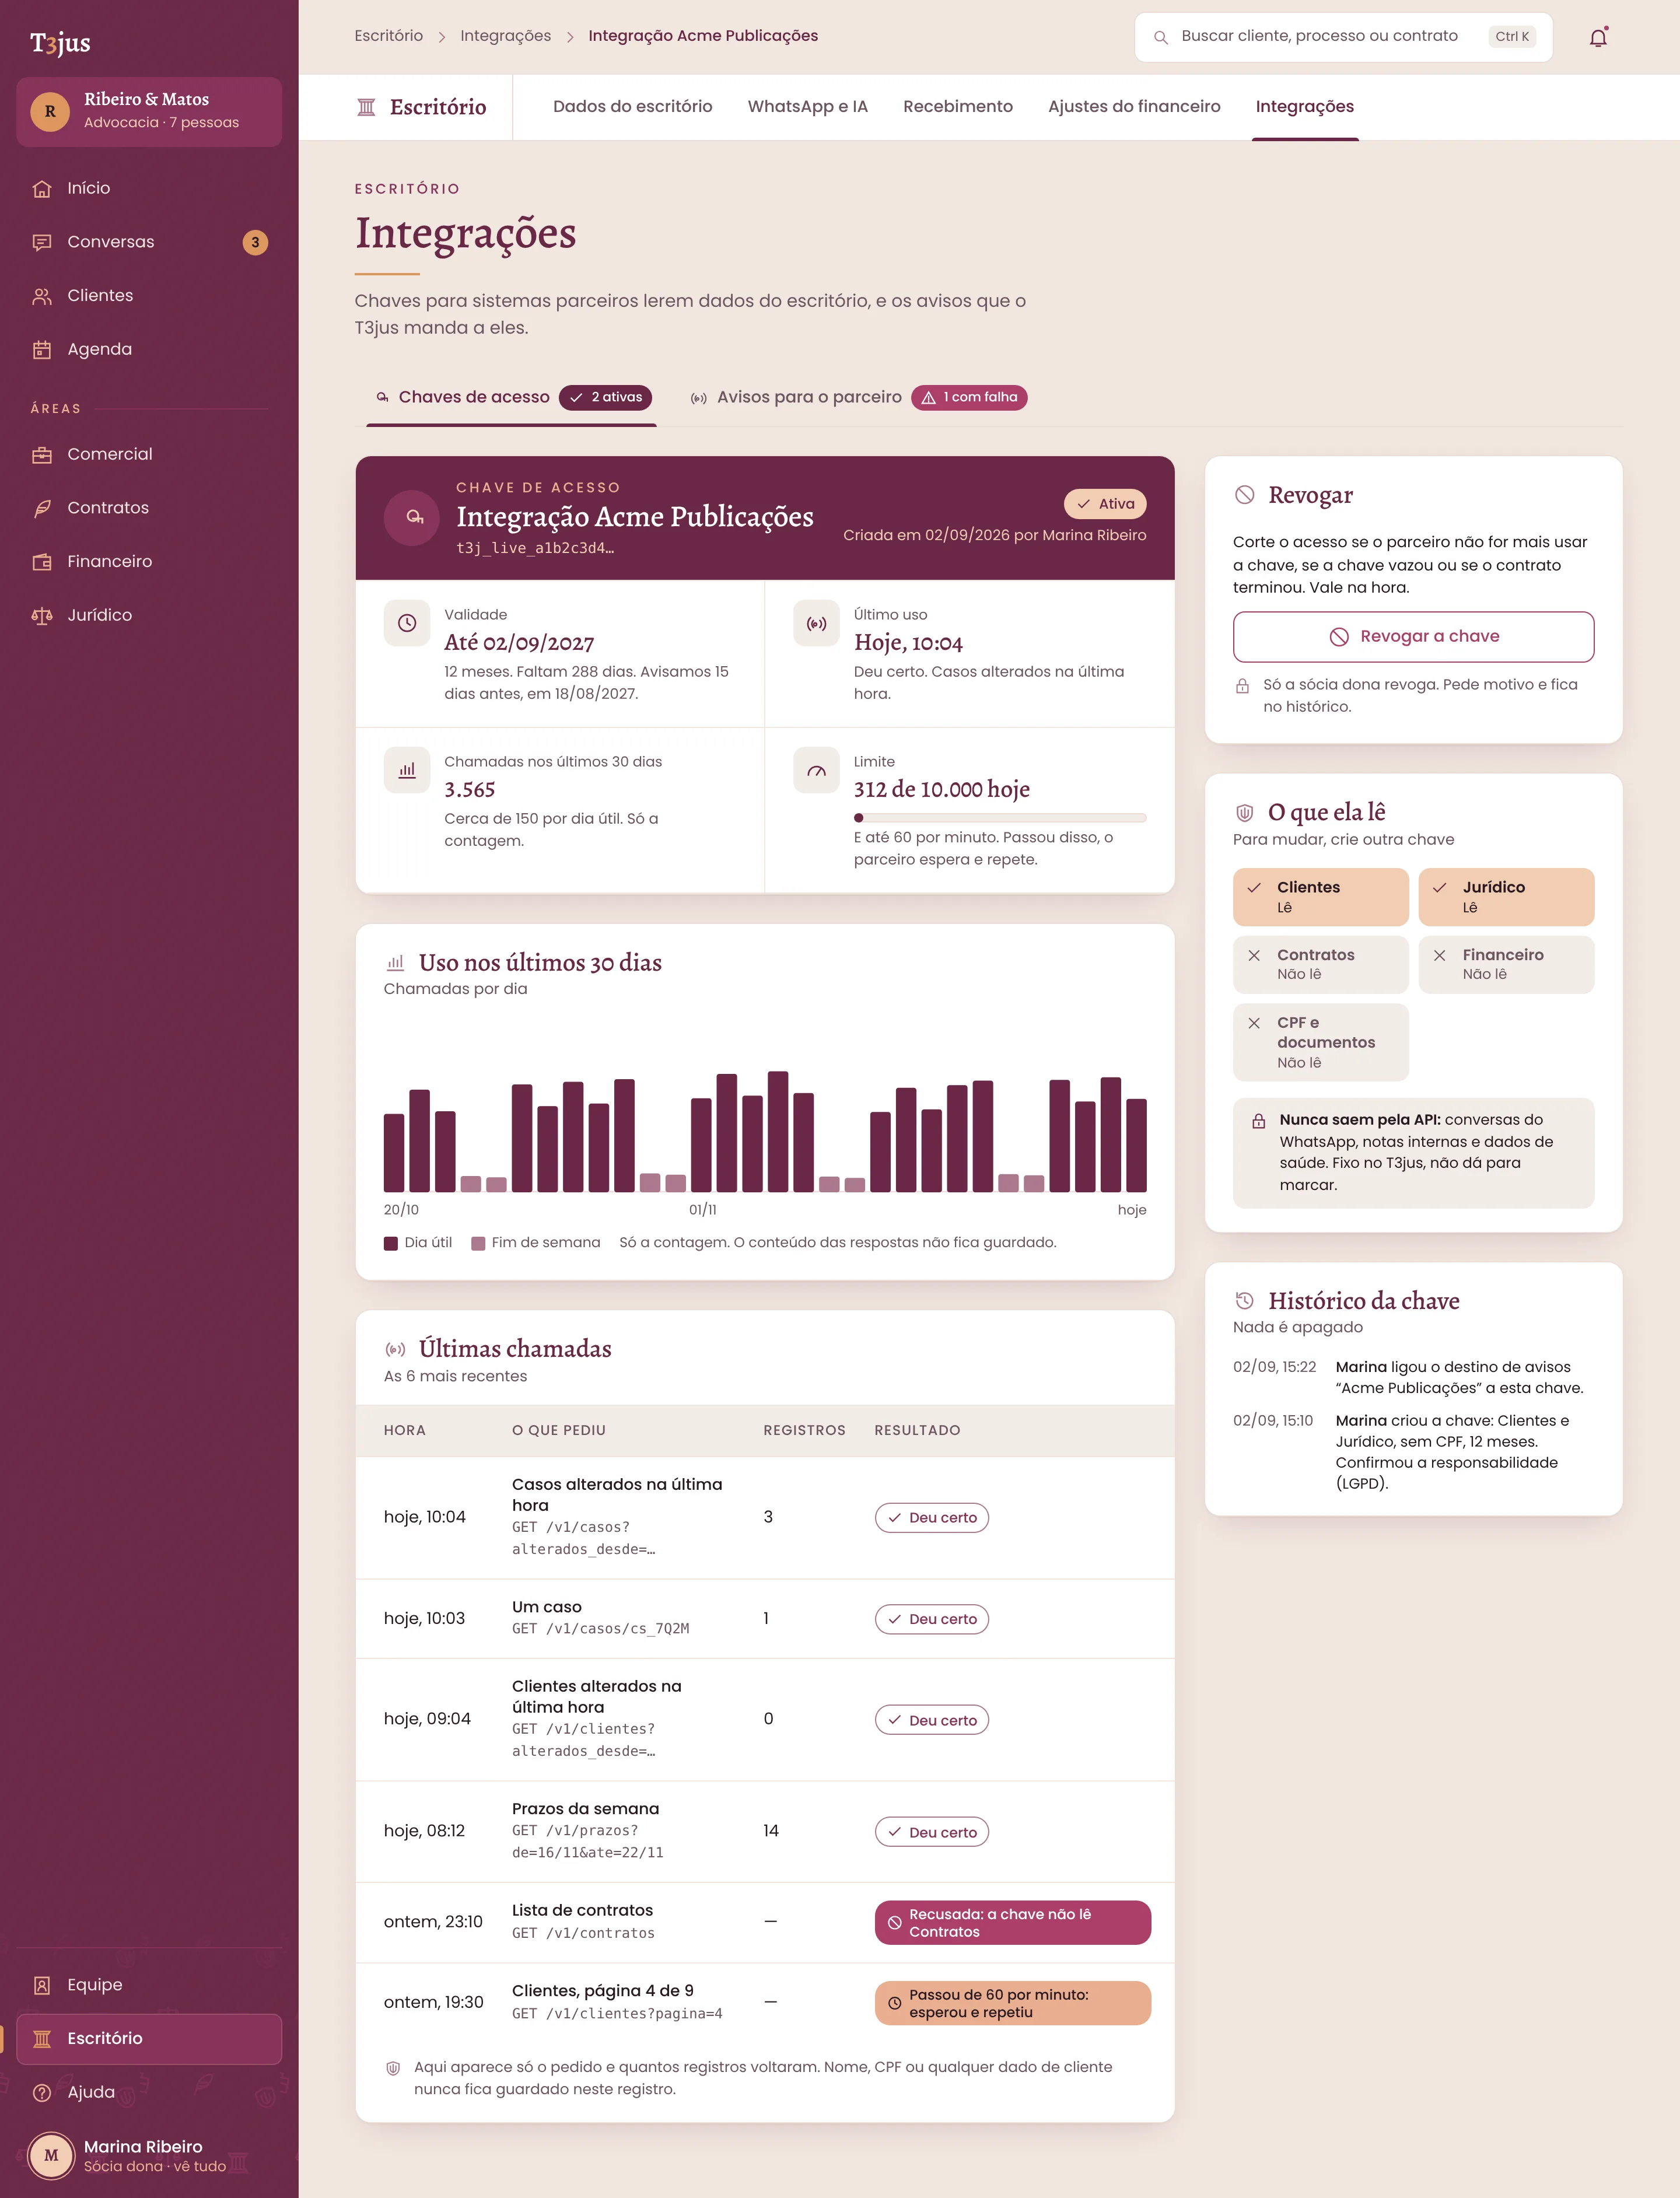 T3jus
R
Ribeiro & Matos
Advocacia · 7 pessoas
Início
Conversas
3
Clientes
Agenda
ÁREAS
Comercial
Contratos
Financeiro
Jurídico
Equipe
Escritório
Ajuda
M
Marina Ribeiro
Sócia dona · vê tudo
Escritório
Integrações
Integração Acme Publicações
Buscar cliente, processo ou contrato
Ctrl K
Escritório
Dados do escritório
WhatsApp e IA
Recebimento
Ajustes do financeiro
Integrações
ESCRITÓRIO
Integrações
Chaves para sistemas parceiros lerem dados do escritório, e os avisos que o
T3jus manda a eles.
Chaves de acesso
2 ativas
Avisos para o parceiro
1 com falha
CHAVE DE ACESSO
Integração Acme Publicações
t3j_live_a1b2c3d4…
Ativa
Criada em 02/09/2026 por Marina Ribeiro
Validade
Até 02/09/2027
12 meses. Faltam 288 dias. Avisamos 15
dias antes, em 18/08/2027.
Último uso
Hoje, 10:04
Deu certo. Casos alterados na última
hora.
Chamadas nos últimos 30 dias
3.565
Cerca de 150 por dia útil. Só a
contagem.
Limite
312 de 10.000 hoje
E até 60 por minuto. Passou disso, o
parceiro espera e repete.
Uso nos últimos 30 dias
Chamadas por dia
20/10
01/11
hoje
Dia útil
Fim de semana
Só a contagem. O conteúdo das respostas não fica guardado.
Últimas chamadas
As 6 mais recentes
HORA
O QUE PEDIU
REGISTROS
RESULTADO
hoje, 10:04
Casos alterados na última
hora
GET /v1/casos?
alterados_desde=…
3
Deu certo
hoje, 10:03
Um caso
GET /v1/casos/cs_7Q2M
1
Deu certo
hoje, 09:04
Clientes alterados na
última hora
GET /v1/clientes?
alterados_desde=…
0
Deu certo
hoje, 08:12
Prazos da semana
GET /v1/prazos?
de=16/11&ate=22/11
14
Deu certo
ontem, 23:10
Lista de contratos
GET /v1/contratos
—
Recusada: a chave não lê
Contratos
ontem, 19:30
Clientes, página 4 de 9
GET /v1/clientes?pagina=4
—
Passou de 60 por minuto:
esperou e repetiu
Aqui aparece só o pedido e quantos registros voltaram. Nome, CPF ou qualquer dado de cliente
nunca fica guardado neste registro.
Revogar
Corte o acesso se o parceiro não for mais usar
a chave, se a chave vazou ou se o contrato
terminou. Vale na hora.
Revogar a chave
Só a sócia dona revoga. Pede motivo e fica
no histórico.
O que ela lê
Para mudar, crie outra chave
Clientes
Lê
Jurídico
Lê
Contratos
Não lê
Financeiro
Não lê
CPF e
documentos
Não lê
Nunca saem pela API: conversas do
WhatsApp, notas internas e dados de
saúde. Fixo no T3jus, não dá para
marcar.
Histórico da chave
Nada é apagado
02/09, 15:22
Marina ligou o destino de avisos
“Acme Publicações” a esta chave.
02/09, 15:10
Marina criou a chave: Clientes e
Jurídico, sem CPF, 12 meses.
Confirmou a responsabilidade
(LGPD).